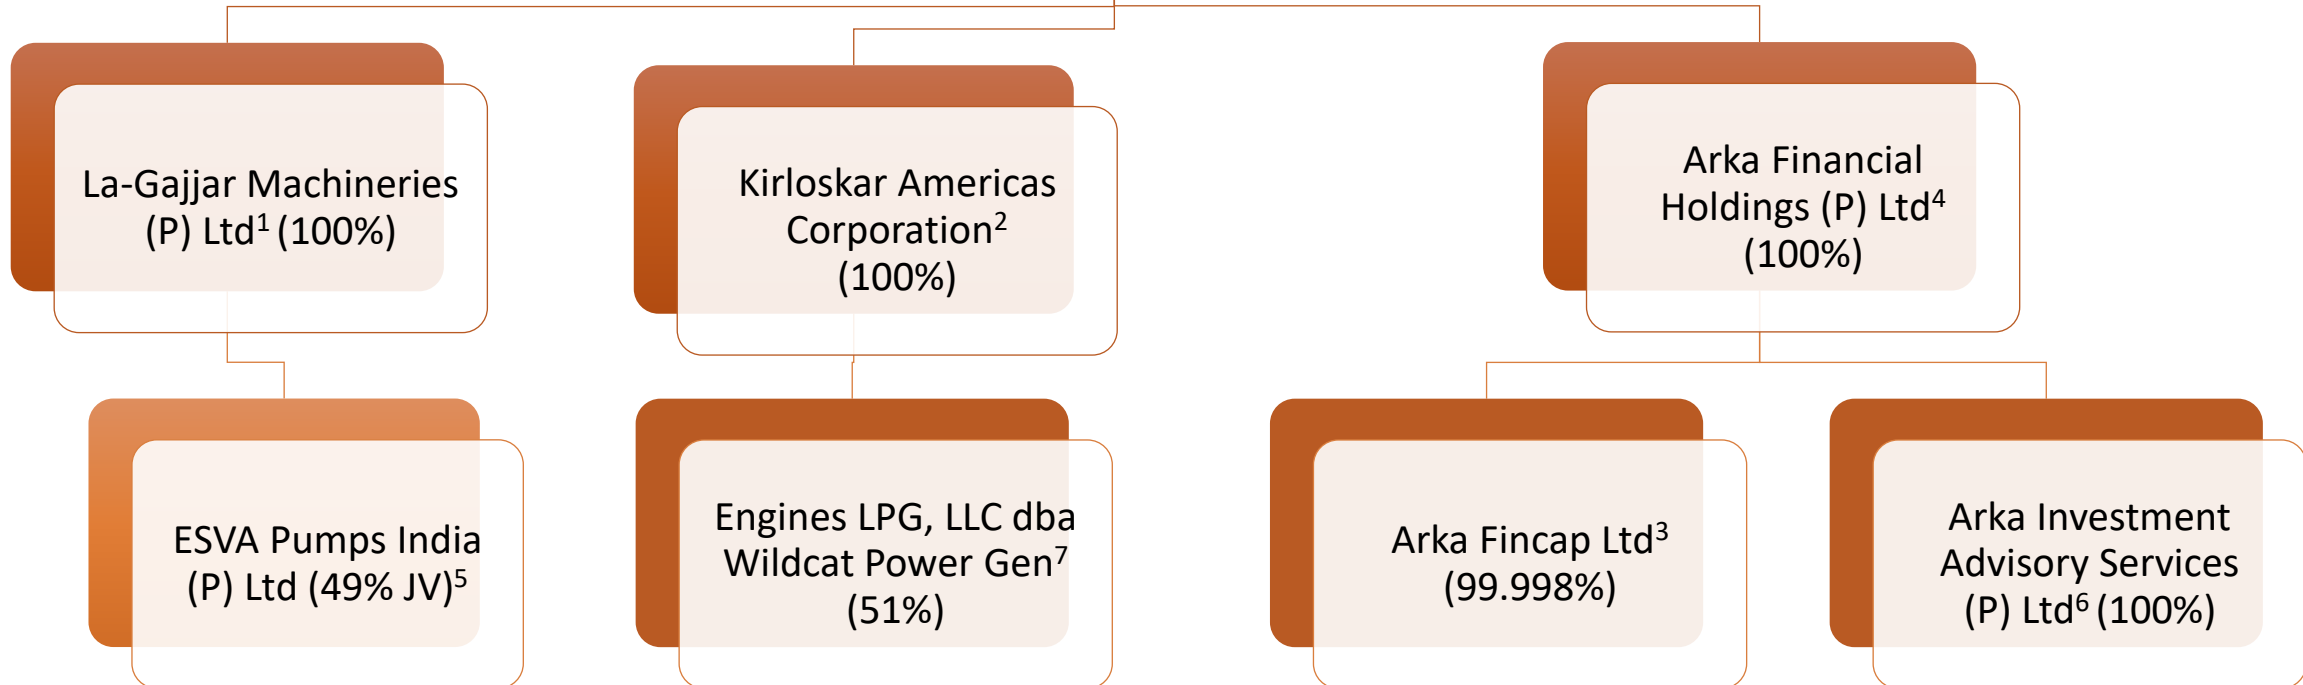 La-Gajjar Machineries
(P) Ltd¹ (100%)
Kirloskar Americas
Corporation²
(100%)
Arka Financial
Holdings (P) Ltd⁴
(100%)
ESVA Pumps India
(P) Ltd (49% JV)⁵
Engines LPG, LLC dba
Wildcat Power Gen⁷
(51%)
Arka Fincap Ltd³
(99.998%)
Arka Investment
Advisory Services
(P) Ltd⁶ (100%)